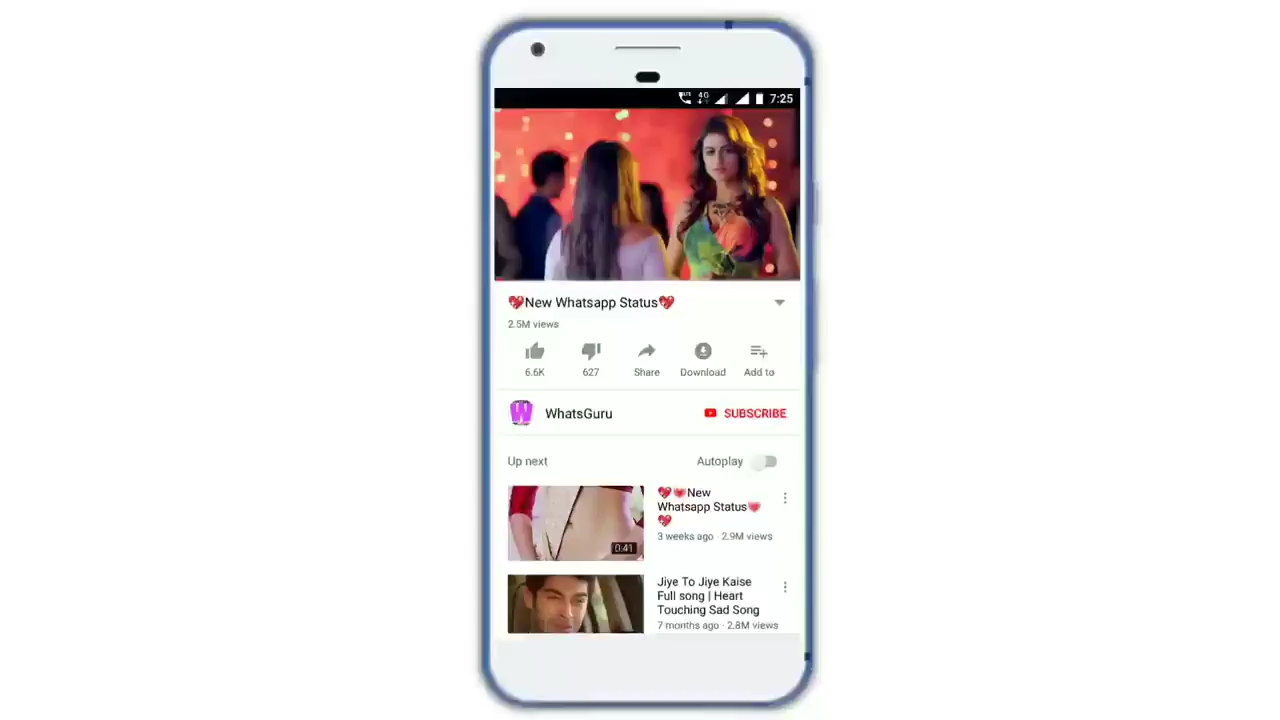 4G 7:25
💖New Whatsapp Status💖
2.5M views
6.6K 627 Share Download Add to
W WhatsGuru SUBSCRIBE
Up next Autoplay
💖💗New
Whatsapp Status💗
💖
3 weeks ago · 2.9M views
0:41
Jiye To Jiye Kaise
Full song | Heart
Touching Sad Song
7 months ago · 2.8M views